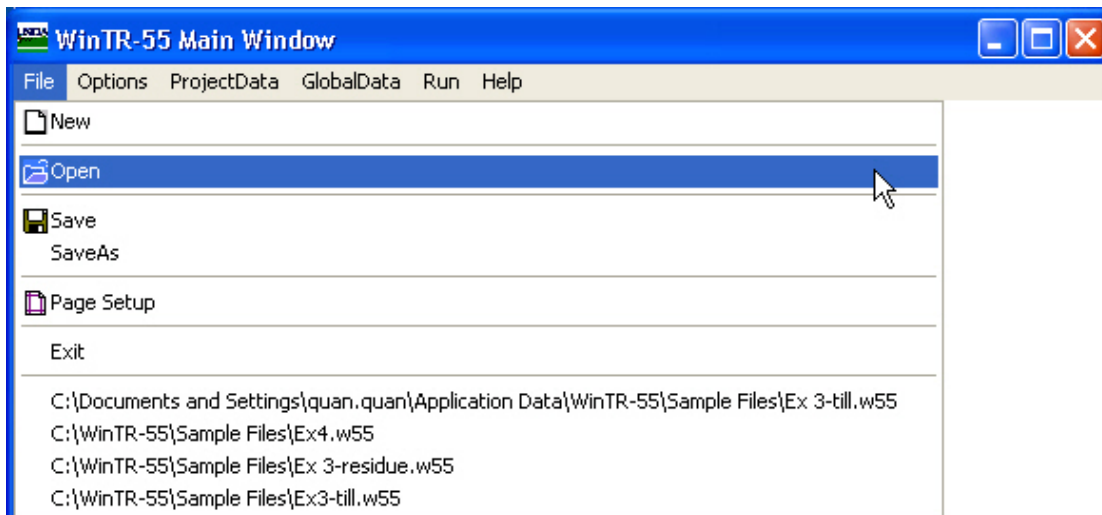 USDA WinTR-55 Main Window
File Options ProjectData GlobalData Run Help
New
Open
Save
SaveAs
Page Setup
Exit
C:\Documents and Settings\quan.quan\Application Data\WinTR-55\Sample Files\Ex 3-till.w55
C:\WinTR-55\Sample Files\Ex4.w55
C:\WinTR-55\Sample Files\Ex 3-residue.w55
C:\WinTR-55\Sample Files\Ex3-till.w55